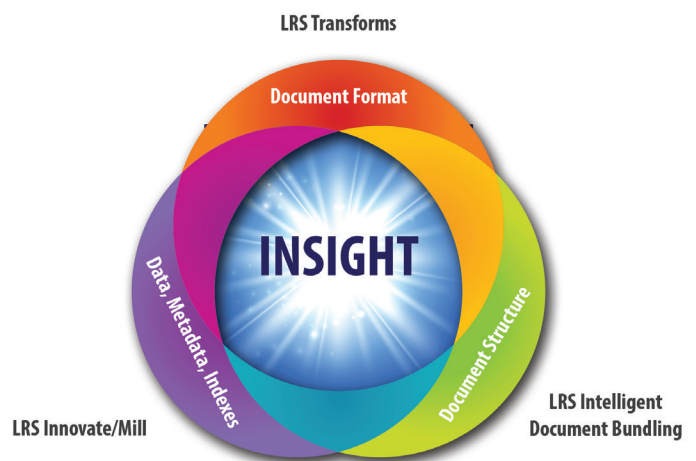 LRS Transforms
Document Format
INSIGHT
Data, Metadata, Indexes
Document Structure
LRS Innovate/Mill
LRS Intelligent
Document Bundling